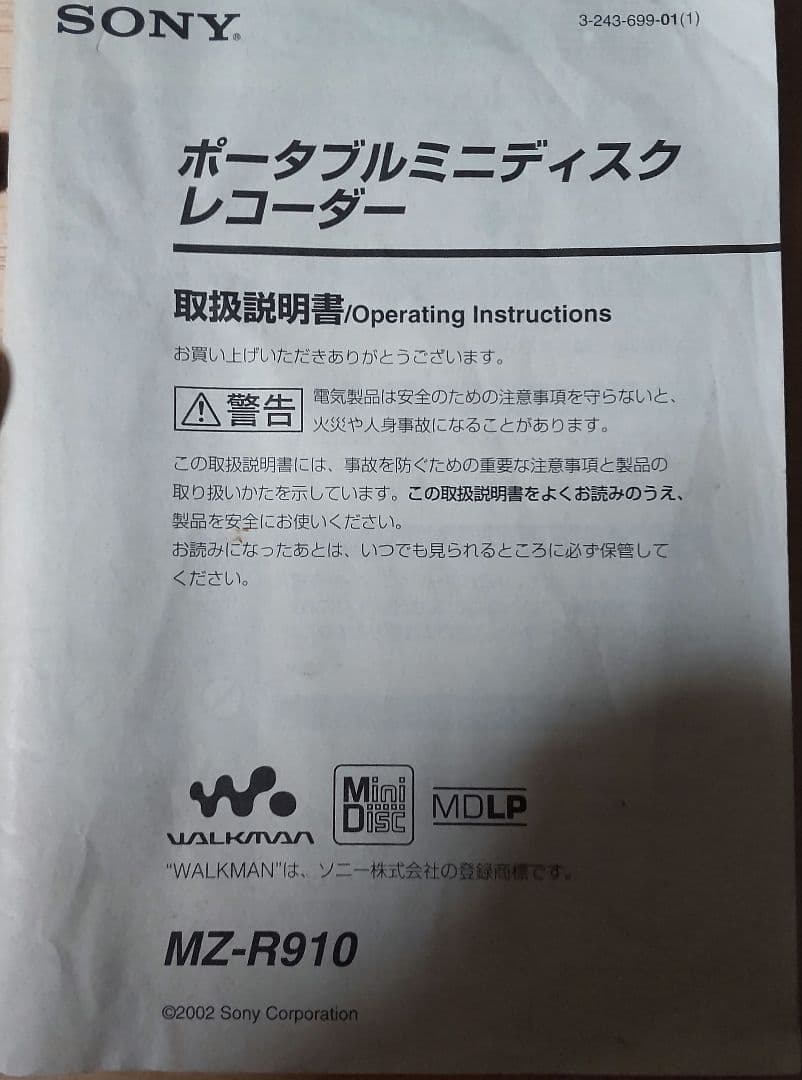 SONY®
3-243-699-01(1)
ポータブルミニディスク
レコーダー
取扱説明書/Operating Instructions
お買い上げいただきありがとうございます。
警告
電気製品は安全のための注意事項を守らないと、
火災や人身事故になることがあります。
この取扱説明書には、事故を防ぐための重要な注意事項と製品の
取り扱いかたを示しています。この取扱説明書をよくお読みのうえ、
製品を安全にお使いください。
お読みになったあとは、いつでも見られるところに必ず保管して
ください。
WALKMAN
Mini
Disc
MDLP
“WALKMAN”は、ソニー株式会社の登録商標です。
MZ-R910
©2002 Sony Corporation